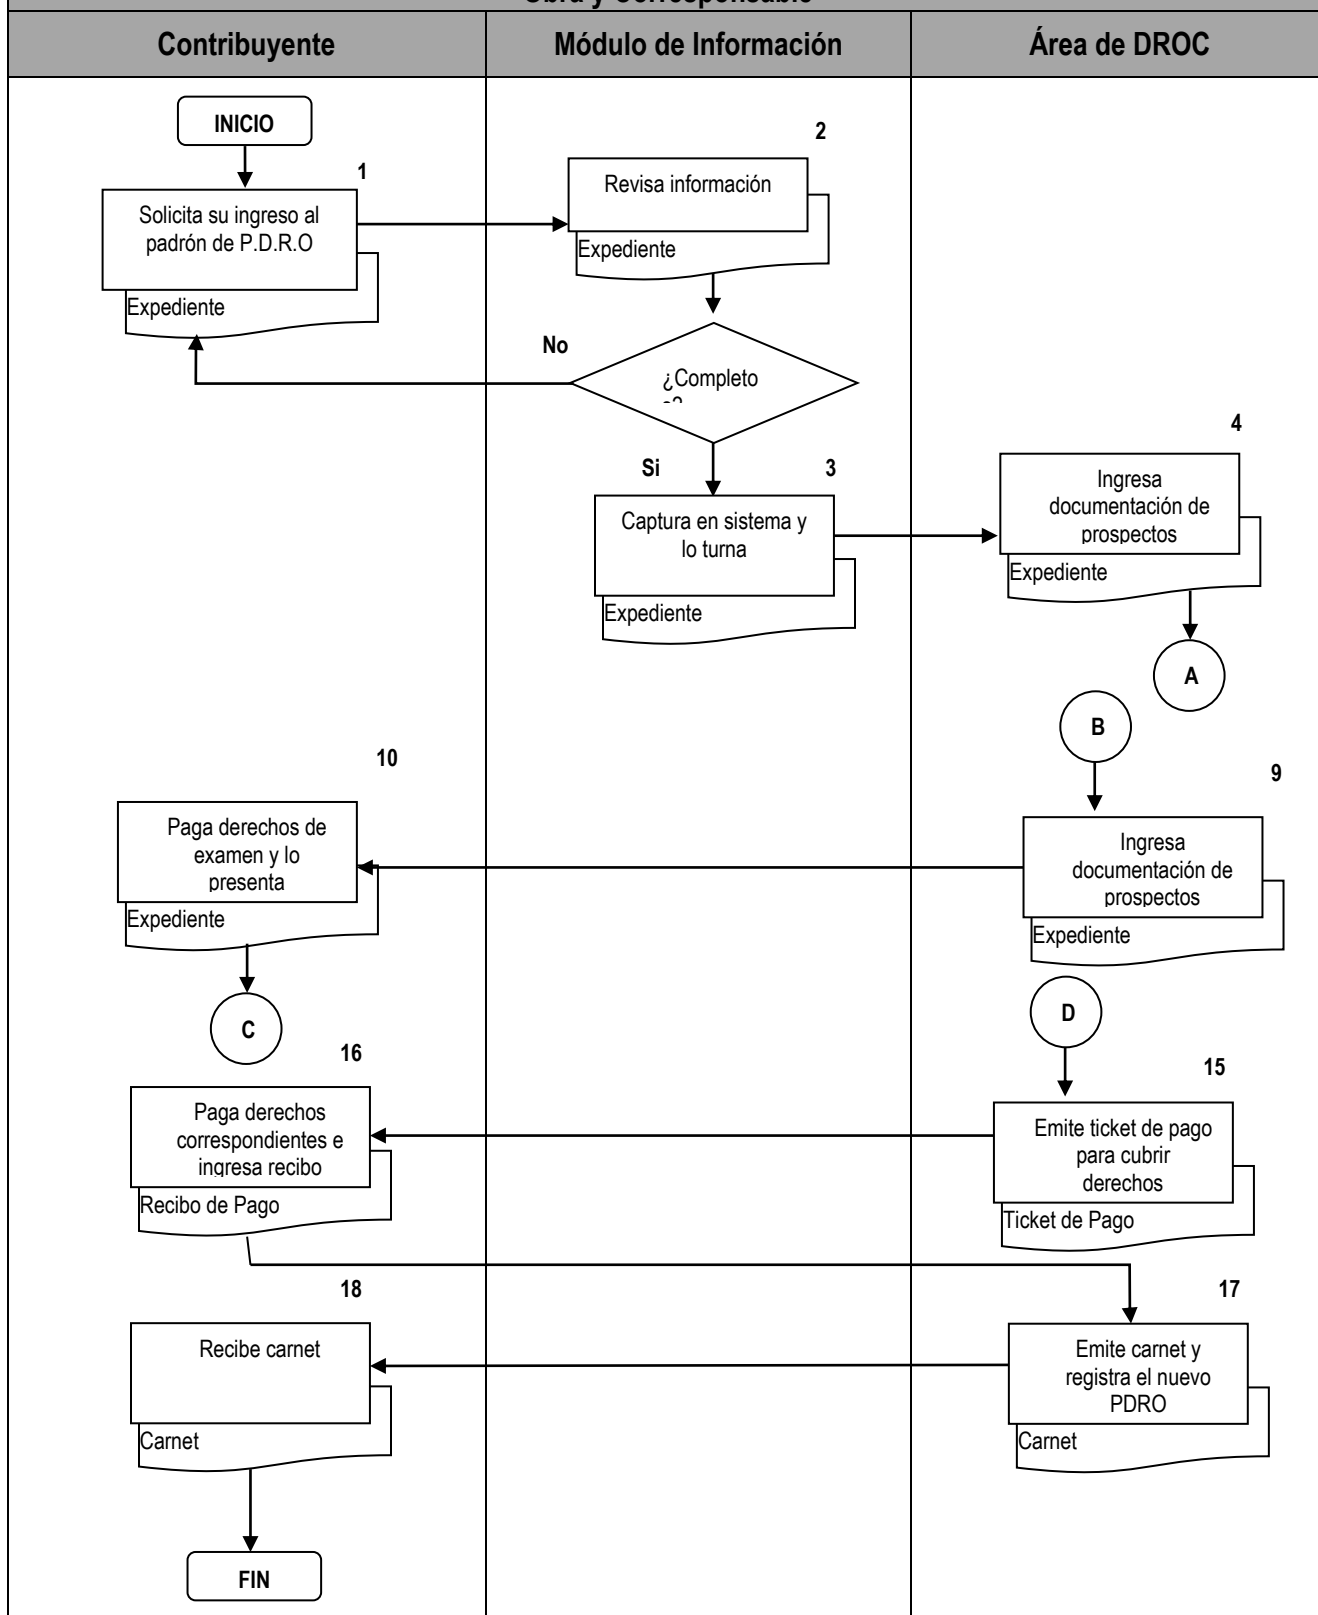 Obra y Corresponsable
Contribuyente
Módulo de Información
Área de DROC
INICIO
1
Solicita su ingreso al
padrón de P.D.R.O
Expediente
2
Revisa información
Expediente
No
¿Completo
Si
3
Captura en sistema y
lo turna
Expediente
4
Ingresa
documentación de
prospectos
Expediente
A
B
9
Ingresa
documentación de
prospectos
Expediente
10
Paga derechos de
examen y lo
presenta
Expediente
C
D
15
Emite ticket de pago
para cubrir
derechos
Ticket de Pago
16
Paga derechos
correspondientes e
ingresa recibo
Recibo de Pago
17
Emite carnet y
registra el nuevo
PDRO
Carnet
18
Recibe carnet
Carnet
FIN